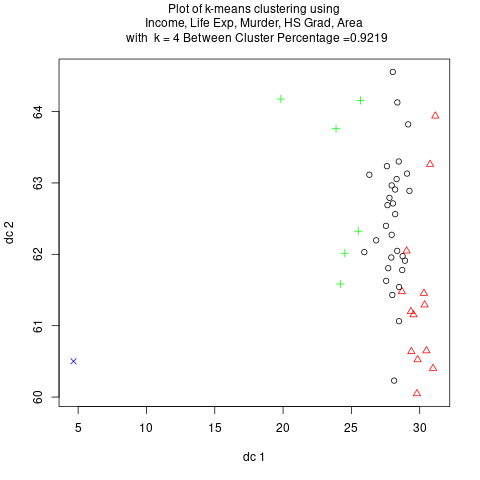 Plot of k-means clustering using
Income, Life Exp, Murder, HS Grad, Area
with  k = 4 Between Cluster Percentage =0.9219
64
63
62
61
60
dc 2
5 10 15 20 25 30
dc 1